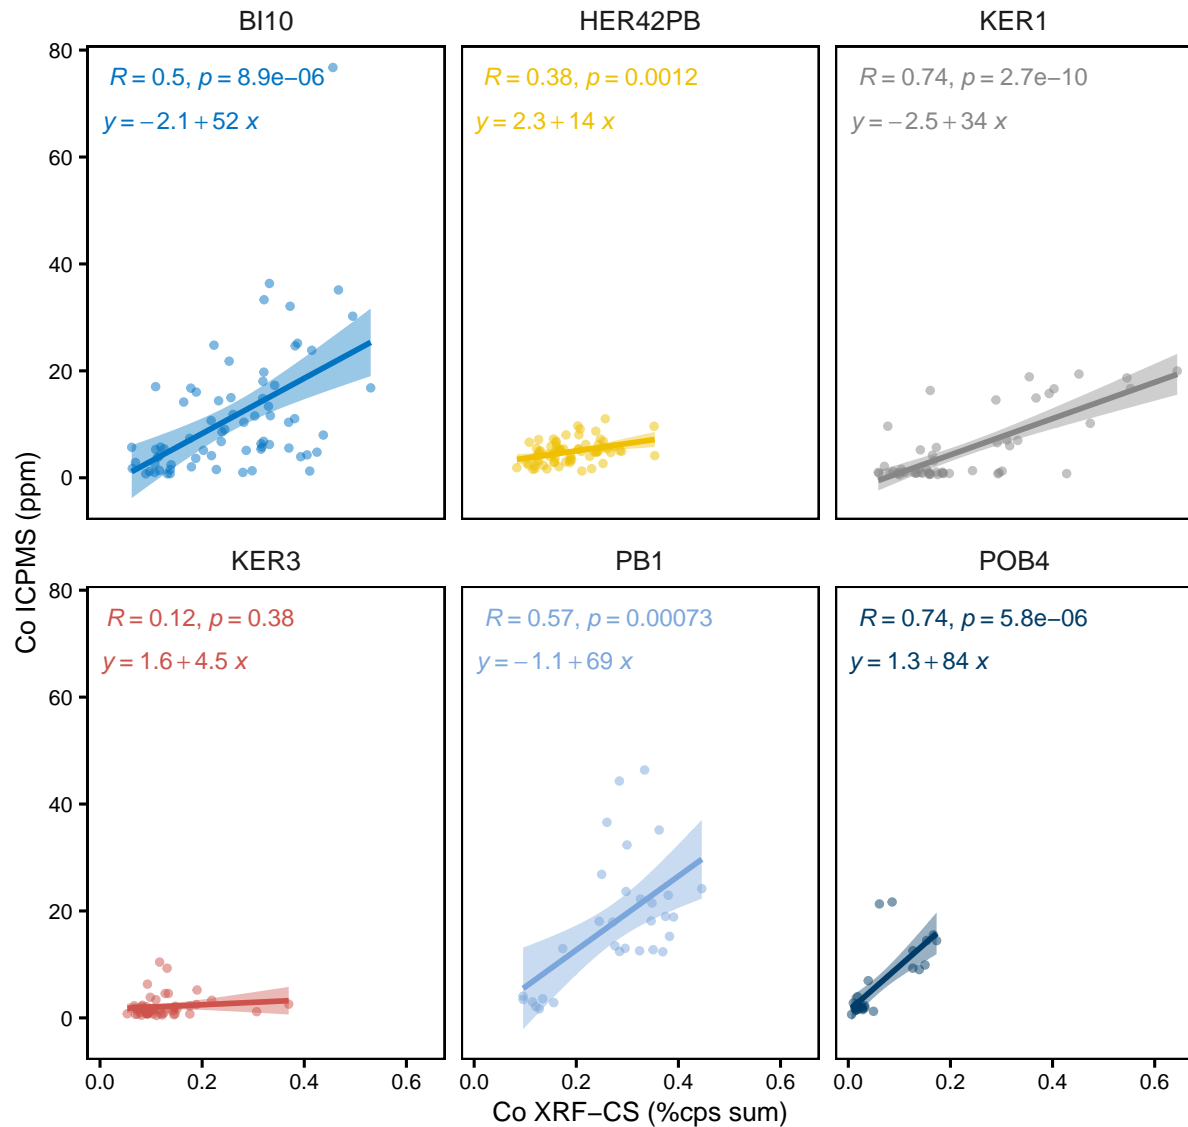 BI10 HER42PB KER1
R = 0.5, p = 8.9e−06 R = 0.38, p = 0.0012 R = 0.74, p = 2.7e−10
y = −2.1 + 52 x y = 2.3 + 14 x y = −2.5 + 34 x
80
60
40
20
0
Co ICPMS (ppm)
KER3 PB1 POB4
R = 0.12, p = 0.38 R = 0.57, p = 0.00073 R = 0.74, p = 5.8e−06
y = 1.6 + 4.5 x y = −1.1 + 69 x y = 1.3 + 84 x
80
60
40
20
0
0.0 0.2 0.4 0.6 0.0 0.2 0.4 0.6 0.0 0.2 0.4 0.6
Co XRF−CS (%cps sum)